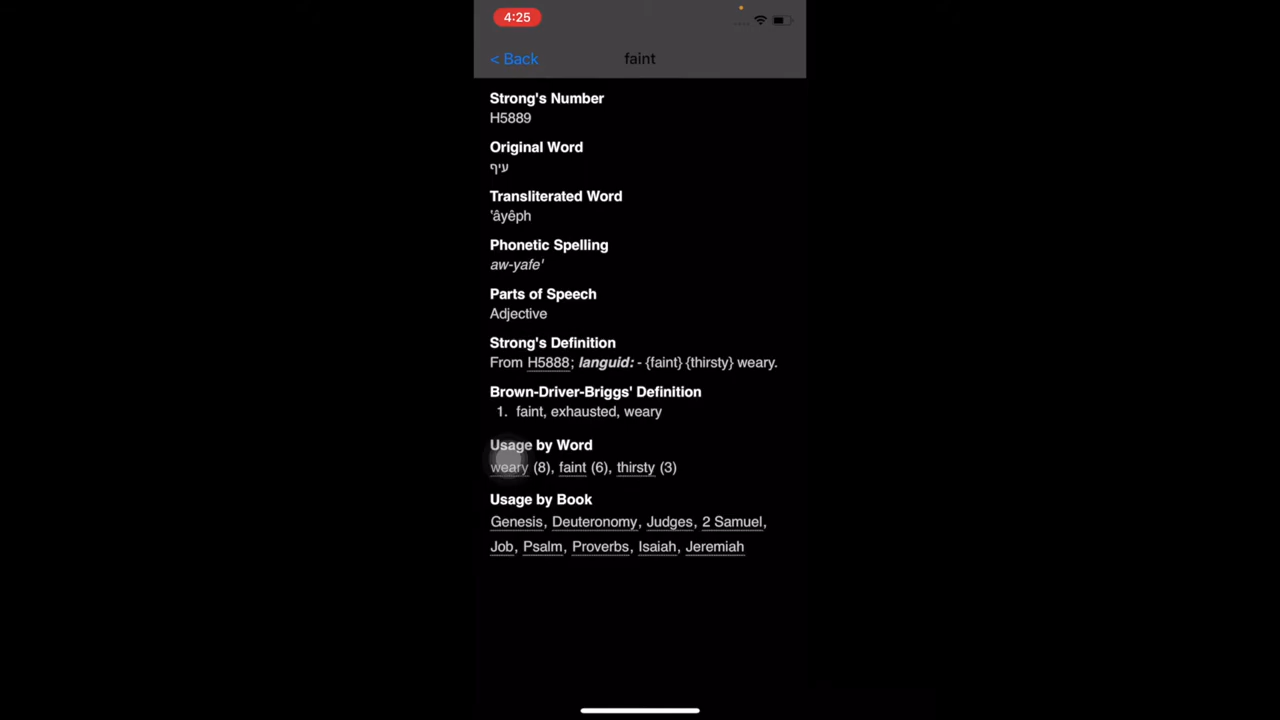 4:25
< Back
faint
Strong's Number
H5889
Original Word
עיף
Transliterated Word
‛âyêph
Phonetic Spelling
aw-yafe'
Parts of Speech
Adjective
Strong's Definition
From H5888; languid: - {faint} {thirsty} weary.
Brown-Driver-Briggs' Definition
1. faint, exhausted, weary
Usage by Word
weary (8), faint (6), thirsty (3)
Usage by Book
Genesis, Deuteronomy, Judges, 2 Samuel,
Job, Psalm, Proverbs, Isaiah, Jeremiah